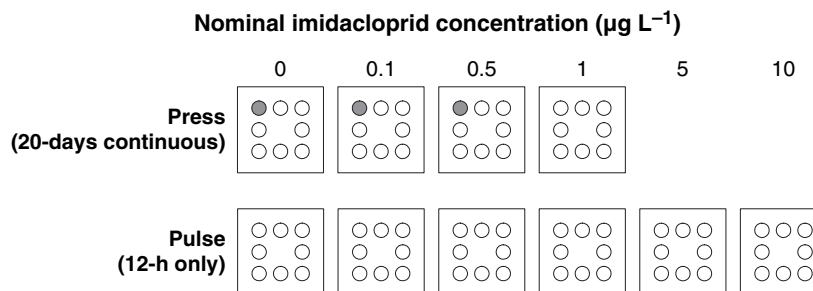 Nominal imidacloprid concentration (µg L⁻¹)
0 0.1 0.5 1 5 10
Press
(20-days continuous)
Pulse
(12-h only)